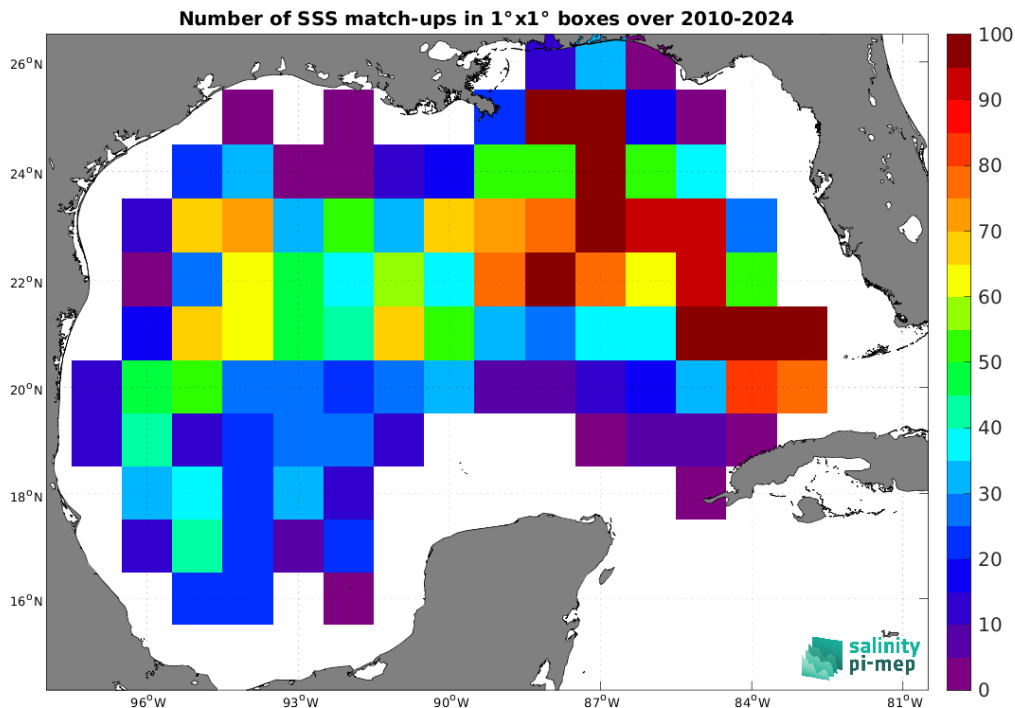 Number of SSS match-ups in 1°x1° boxes over 2010-2024
26°N
24°N
22°N
20°N
18°N
16°N
96°W
93°W
90°W
87°W
84°W
81°W
100
90
80
70
60
50
40
30
20
10
0
salinity
pi-mep